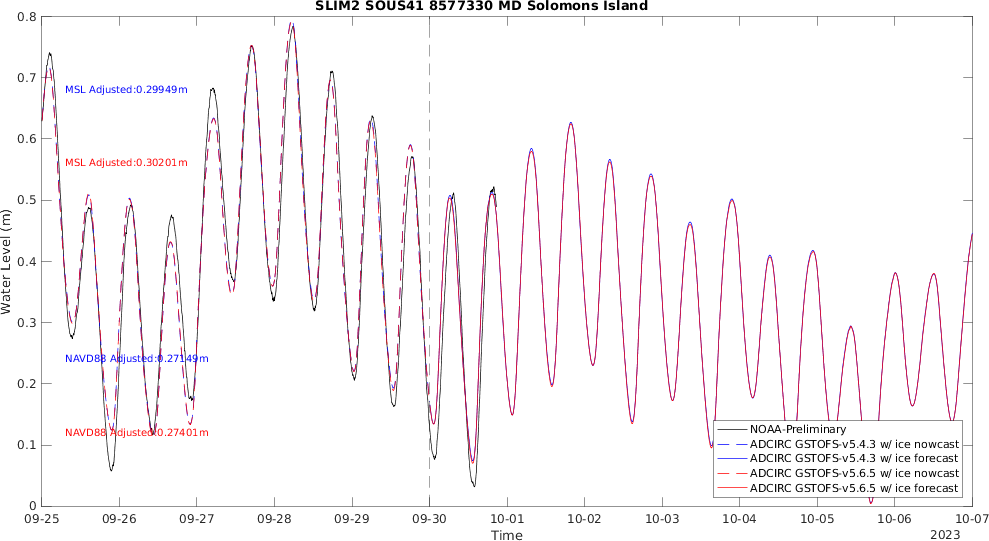 SLIM2 SOUS41 8577330 MD Solomons Island
0.8
0.7
0.6
0.5
0.4
0.3
0.2
0.1
0
Water Level (m)
MSL Adjusted:0.29949m
MSL Adjusted:0.30201m
NAVD88 Adjusted:0.27149m
NAVD88 Adjusted:0.27401m
NOAA-Preliminary
ADCIRC GSTOFS-v5.4.3 w/ ice nowcast
ADCIRC GSTOFS-v5.4.3 w/ ice forecast
ADCIRC GSTOFS-v5.6.5 w/ ice nowcast
ADCIRC GSTOFS-v5.6.5 w/ ice forecast
09-25 09-26 09-27 09-28 09-29 09-30 10-01 10-02 10-03 10-04 10-05 10-06 10-07
Time
2023